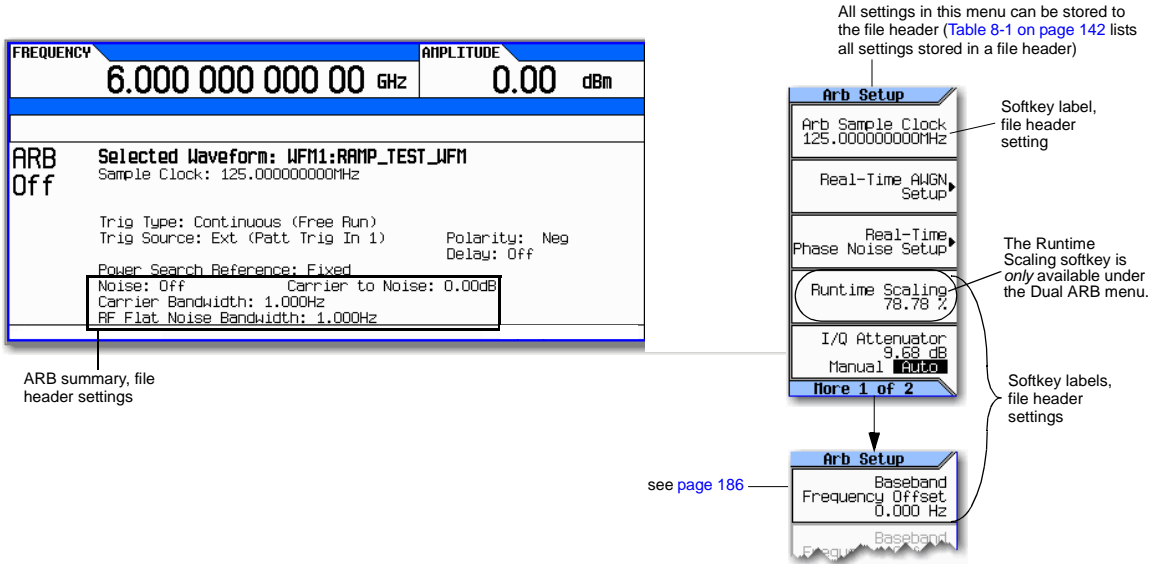 All settings in this menu can be stored to
the file header (Table 8-1 on page 142 lists
all settings stored in a file header)
FREQUENCY
6.000 000 000 00 GHz
AMPLITUDE
0.00 dBm
ARB
Off
Selected Waveform: WFM1:RAMP_TEST_WFM
Sample Clock: 125.000000000MHz
Trig Type: Continuous (Free Run)
Trig Source: Ext (Patt Trig In 1) Polarity: Neg
Delay: Off
Power Search Reference: Fixed
Noise: Off Carrier to Noise: 0.00dB
Carrier Bandwidth: 1.000Hz
RF Flat Noise Bandwidth: 1.000Hz
ARB summary, file
header settings
Arb Setup
Arb Sample Clock
125.000000000MHz
Real-Time AWGN
Setup
Real-Time
Phase Noise Setup
Runtime Scaling
78.78 %
I/Q Attenuator
9.68 dB
Manual Auto
More 1 of 2
Softkey label,
file header
setting
The Runtime
Scaling softkey is
only available under
the Dual ARB menu.
Softkey labels,
file header
settings
see page 186
Arb Setup
Baseband
Frequency Offset
0.000 Hz
Baseband